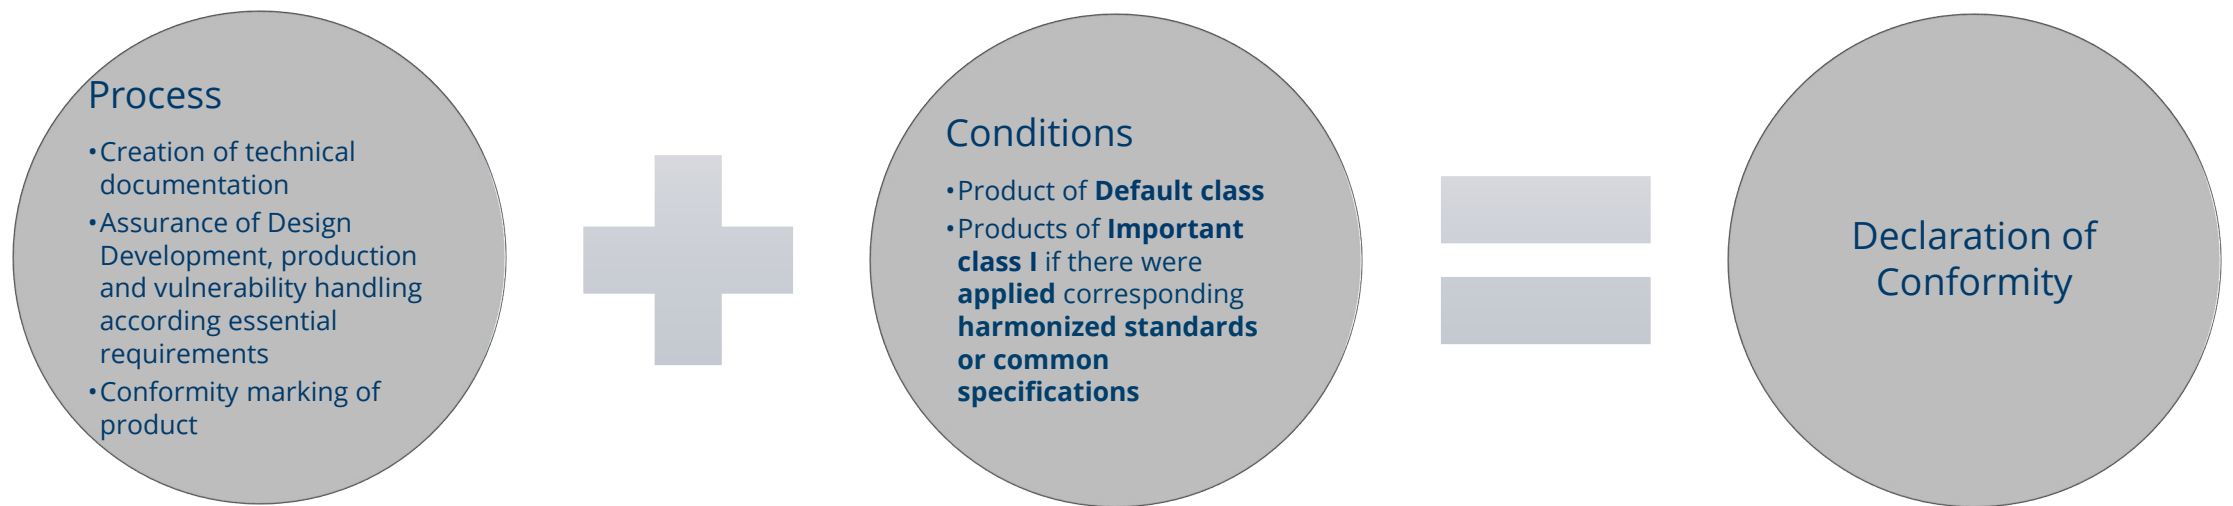 Process
•Creation of technical
documentation
•Assurance of Design
Development, production
and vulnerability handling
according essential
requirements
•Conformity marking of
product
Conditions
•Product of Default class
•Products of Important
class I if there were
applied corresponding
harmonized standards
or common
specifications
Declaration of
Conformity